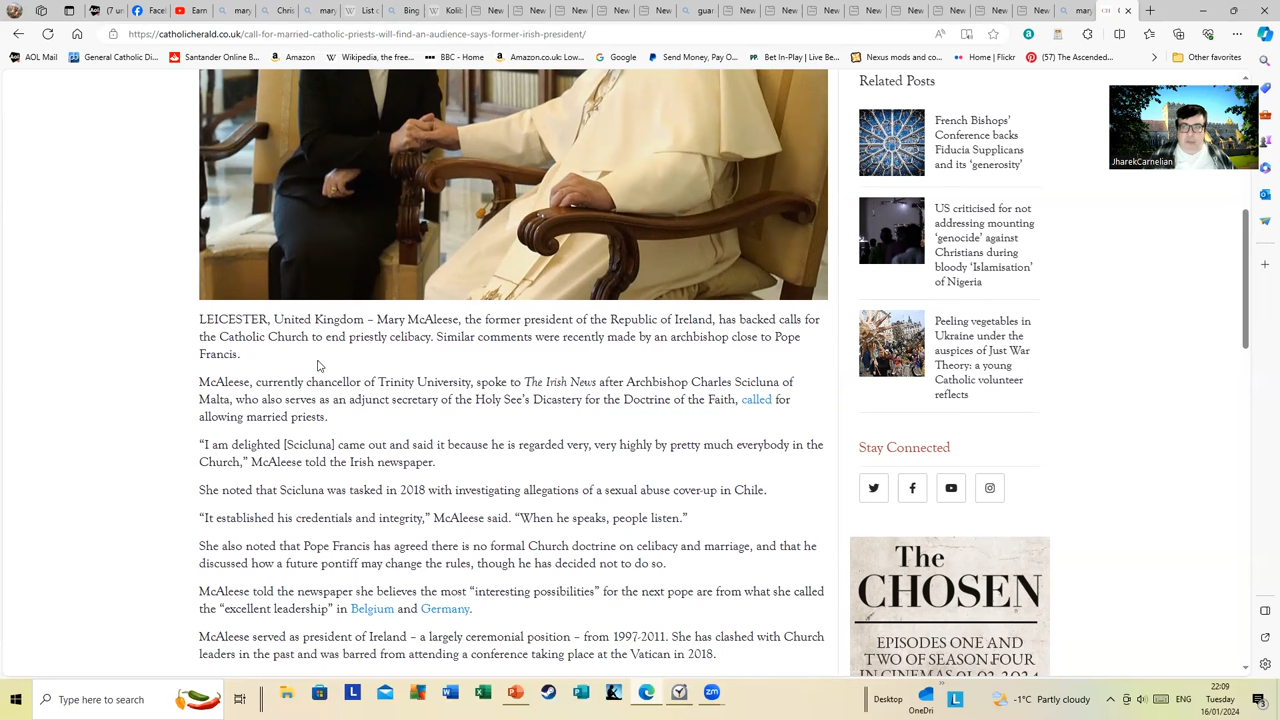 (7 un
Faceb
Yout
Bing
Kolib
New
New
New
guar
New
mary
New
New
mary
https://catholicherald.co.uk/call-for-married-catholic-priests-will-find-an-audience-says-former-irish-president/
AOL Mail
General Catholic Di...
Santander Online B...
Amazon
Wikipedia, the free...
BBC - Home
Amazon.co.uk: Low...
Google
Send Money, Pay O...
Bet In-Play | Live Be...
Nexus mods and co...
Home | Flickr
(57) The Ascended...
Other favorites
LEICESTER, United Kingdom – Mary McAleese, the former president of the Republic of Ireland, has backed calls for
the Catholic Church to end priestly celibacy. Similar comments were recently made by an archbishop close to Pope
Francis.
McAleese, currently chancellor of Trinity University, spoke to The Irish News after Archbishop Charles Scicluna of
Malta, who also serves as an adjunct secretary of the Holy See's Dicastery for the Doctrine of the Faith, called for
allowing married priests.
“I am delighted [Scicluna] came out and said it because he is regarded very, very highly by pretty much everybody in the
Church,” McAleese told the Irish newspaper.
She noted that Scicluna was tasked in 2018 with investigating allegations of a sexual abuse cover-up in Chile.
“It established his credentials and integrity,” McAleese said. “When he speaks, people listen.”
She also noted that Pope Francis has agreed there is no formal Church doctrine on celibacy and marriage, and that he
discussed how a future pontiff may change the rules, though he has decided not to do so.
McAleese told the newspaper she believes the most “interesting possibilities” for the next pope are from what she called
the “excellent leadership” in Belgium and Germany.
McAleese served as president of Ireland – a largely ceremonial position – from 1997-2011. She has clashed with Church
leaders in the past and was barred from attending a conference taking place at the Vatican in 2018.
Related Posts
French Bishops’
Conference backs
Fiducia Supplicans
and its ‘generosity’
US criticised for not
addressing mounting
‘genocide’ against
Christians during
bloody ‘Islamisation’
of Nigeria
Peeling vegetables in
Ukraine under the
auspices of Just War
Theory: a young
Catholic volunteer
reflects
Stay Connected
The
CHOSEN
EPISODES ONE AND
TWO OF SEASON FOUR
JharekCarnelian
Type here to search
Desktop
OneDri
-1°C Partly cloudy
ENG
22:09
Tuesday
16/01/2024